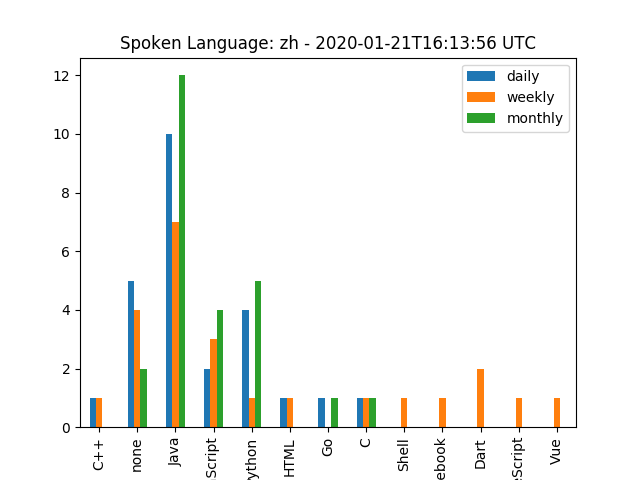 Spoken Language: zh - 2020-01-21T16:13:56 UTC
daily
weekly
monthly
12
10
8
6
4
2
0
C++
none
Java
Script
ython
HTML
Go
C
Shell
ebook
Dart
eScript
Vue